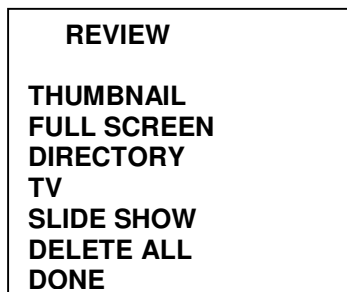 REVIEW
THUMBNAIL
FULL SCREEN
DIRECTORY
TV
SLIDE SHOW
DELETE ALL
DONE